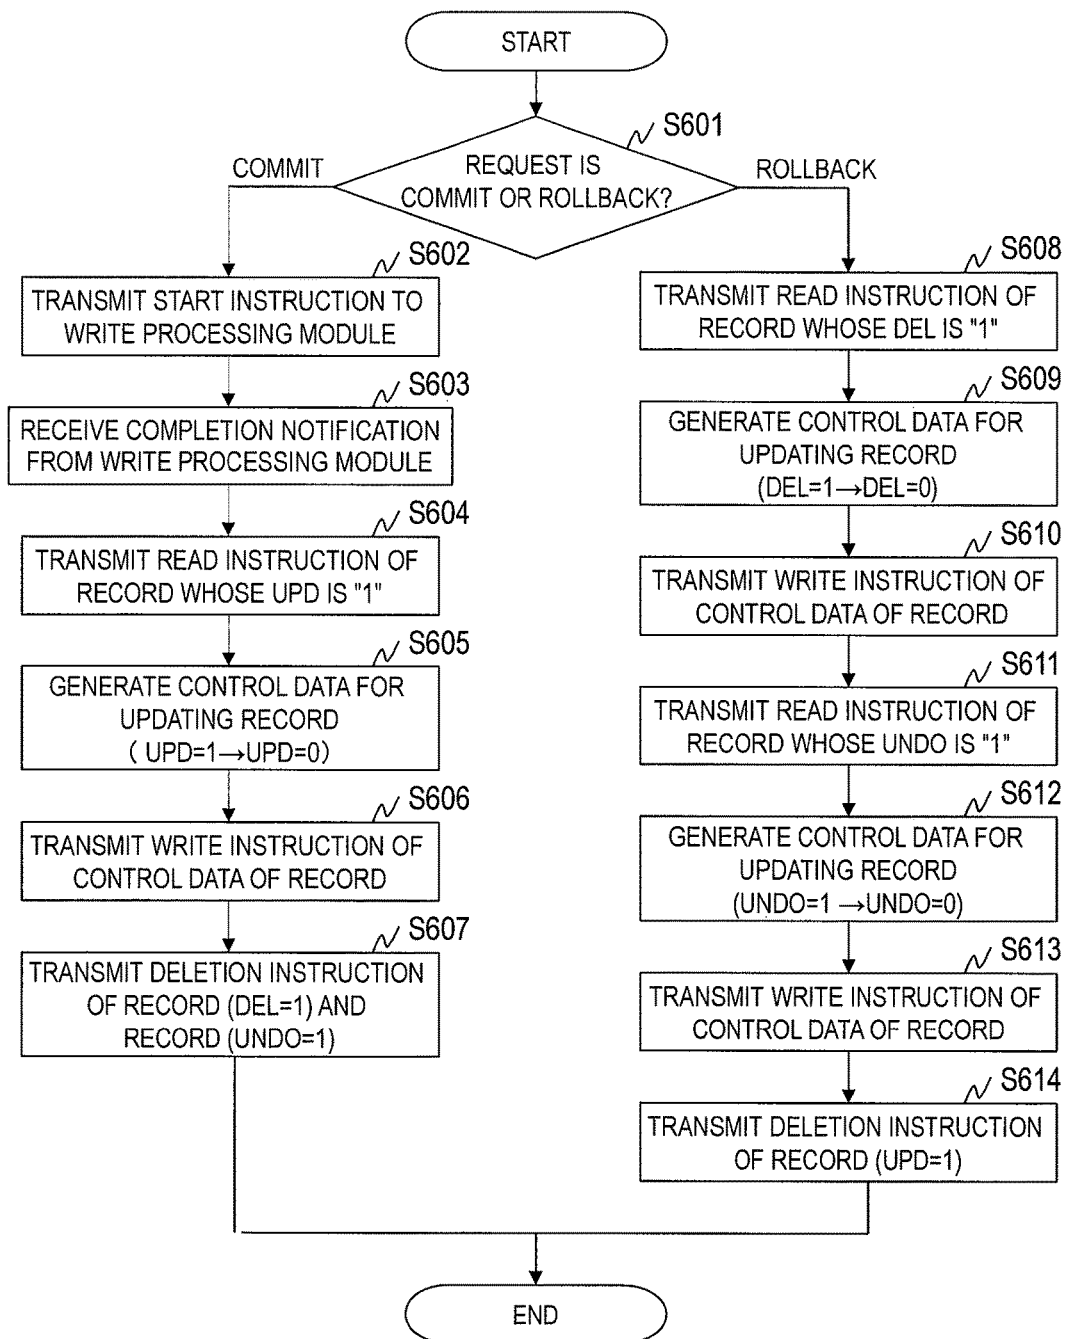 START
S601
REQUEST IS
COMMIT OR ROLLBACK?
COMMIT
ROLLBACK
S602
TRANSMIT START INSTRUCTION TO
WRITE PROCESSING MODULE
S603
RECEIVE COMPLETION NOTIFICATION
FROM WRITE PROCESSING MODULE
S604
TRANSMIT READ INSTRUCTION OF
RECORD WHOSE UPD IS "1"
S605
GENERATE CONTROL DATA FOR
UPDATING RECORD
( UPD=1→UPD=0)
S606
TRANSMIT WRITE INSTRUCTION OF
CONTROL DATA OF RECORD
S607
TRANSMIT DELETION INSTRUCTION
OF RECORD (DEL=1) AND
RECORD (UNDO=1)
S608
TRANSMIT READ INSTRUCTION OF
RECORD WHOSE DEL IS "1"
S609
GENERATE CONTROL DATA FOR
UPDATING RECORD
(DEL=1→DEL=0)
S610
TRANSMIT WRITE INSTRUCTION OF
CONTROL DATA OF RECORD
S611
TRANSMIT READ INSTRUCTION OF
RECORD WHOSE UNDO IS "1"
S612
GENERATE CONTROL DATA FOR
UPDATING RECORD
(UNDO=1 →UNDO=0)
S613
TRANSMIT WRITE INSTRUCTION OF
CONTROL DATA OF RECORD
S614
TRANSMIT DELETION INSTRUCTION
OF RECORD (UPD=1)
END